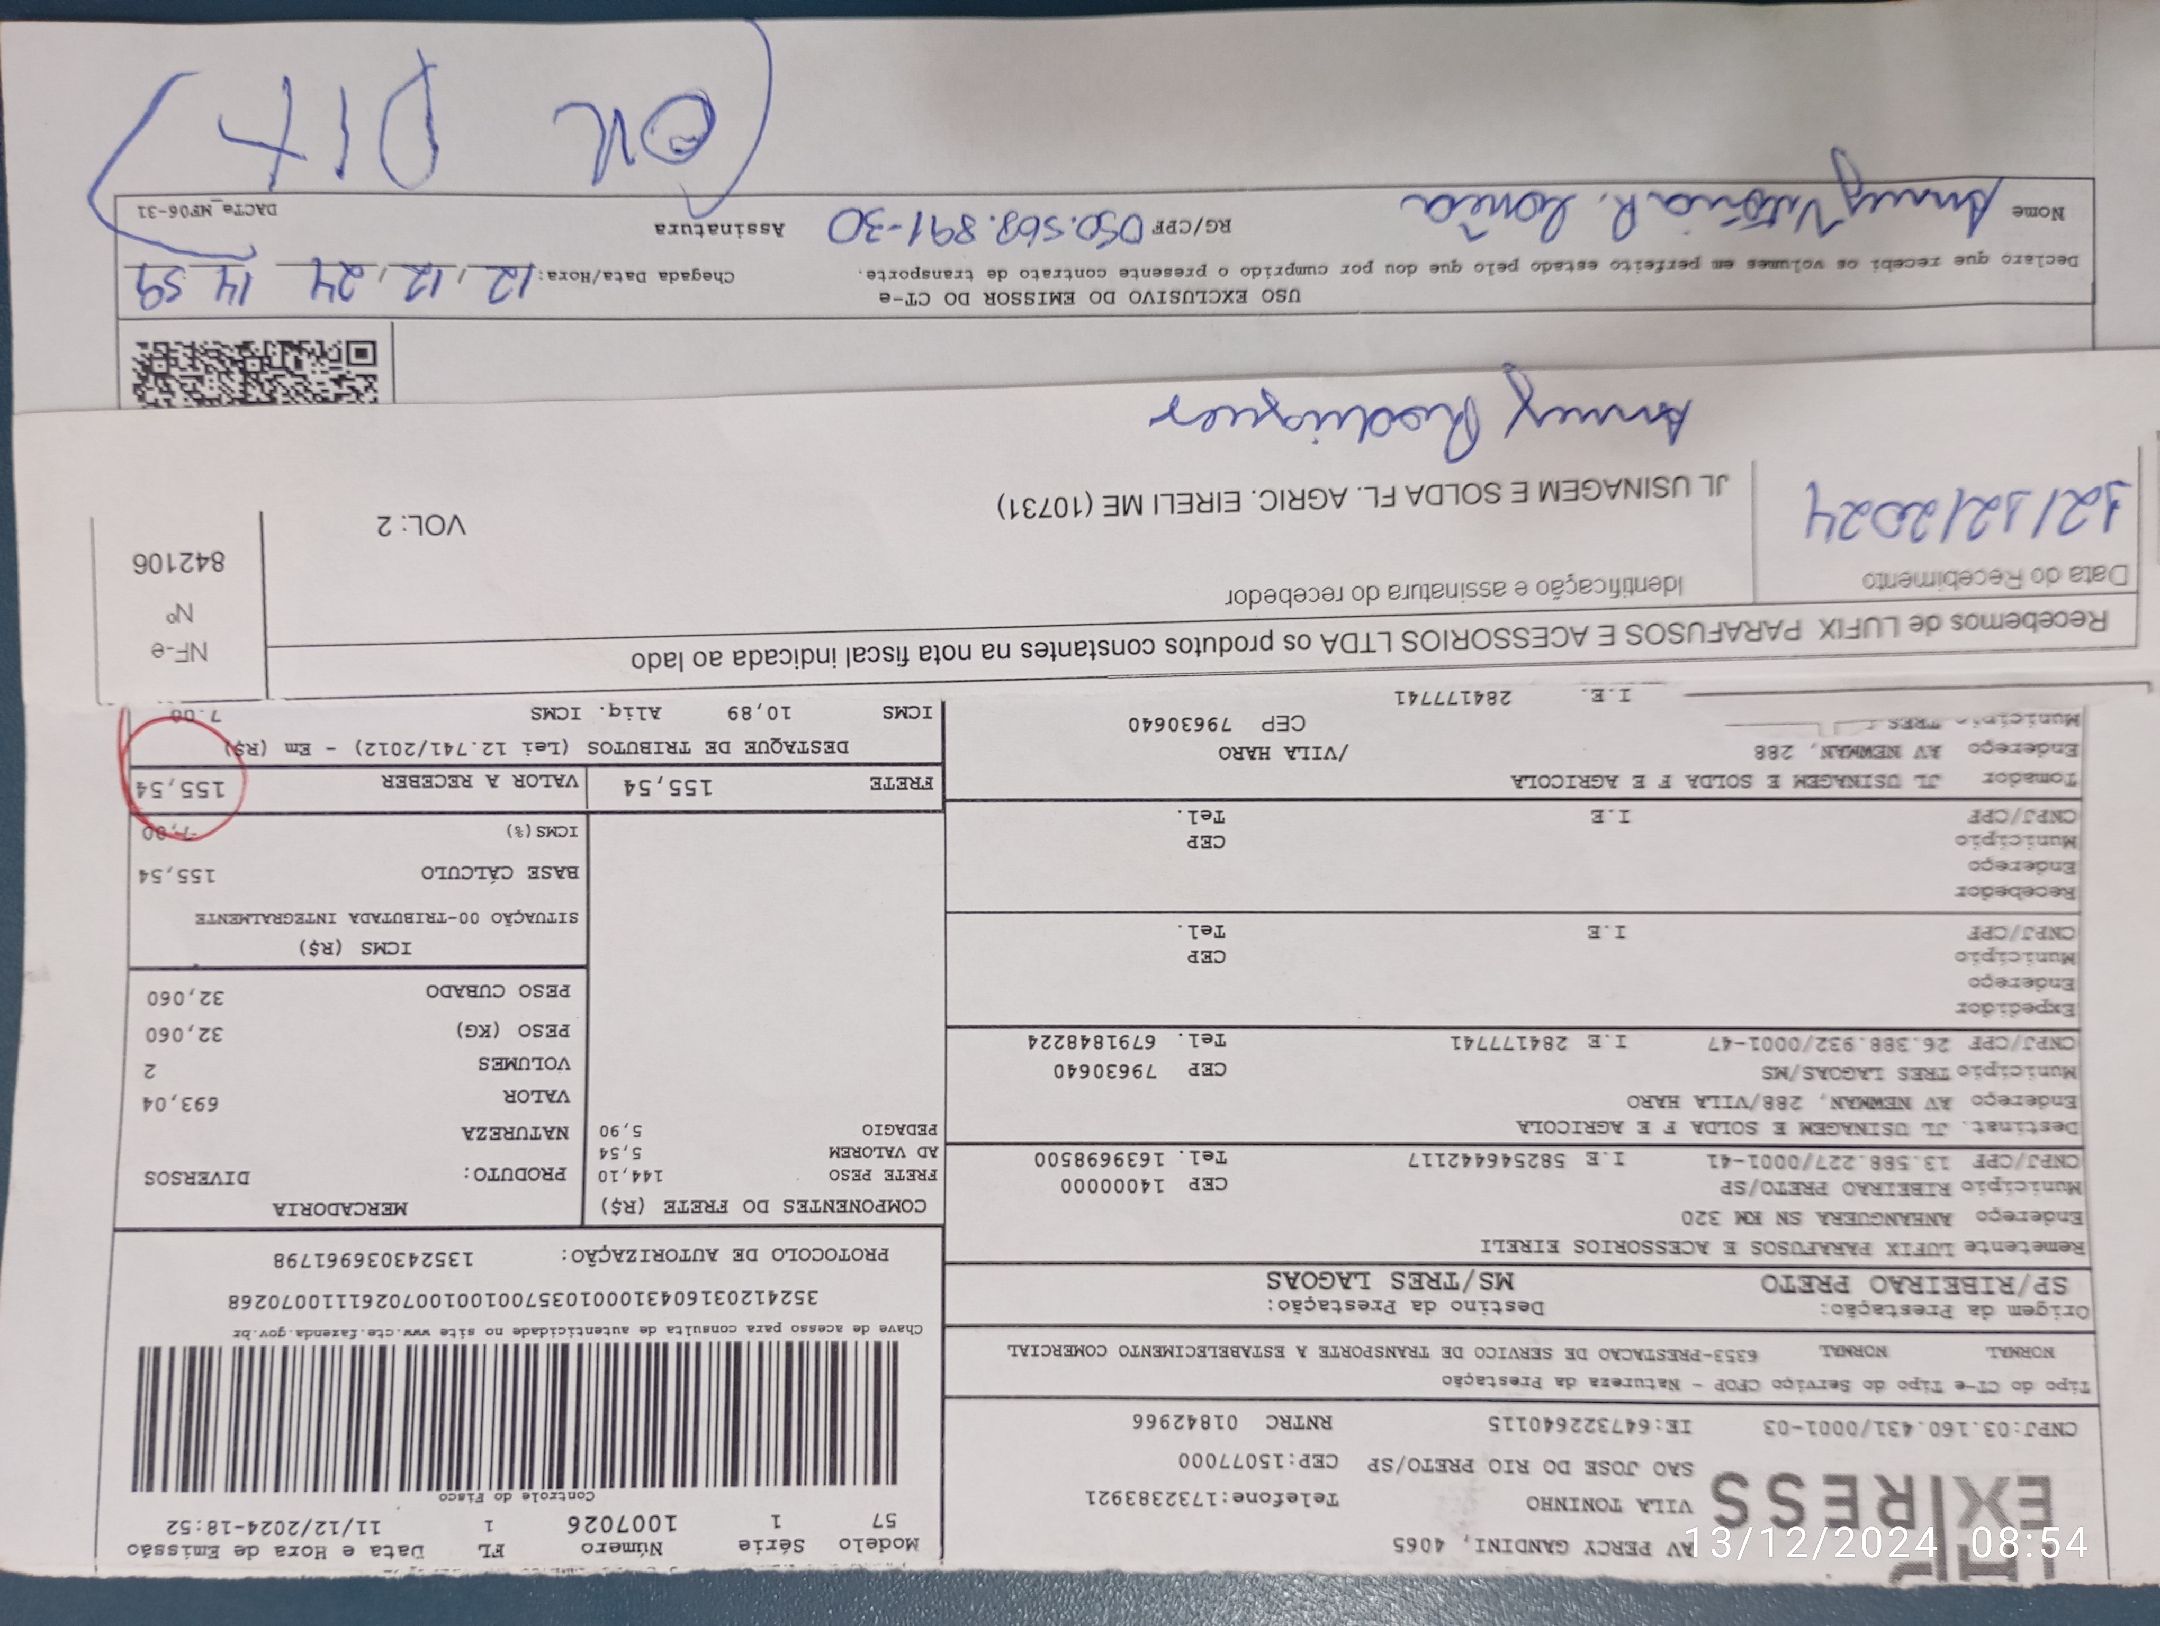 EX RESS
AV PERCY GANDINI, 4065
VILA TONINHO Telefone:1732383921
SAO JOSE DO RIO PRETO/SP CEP:15077000
CNPJ:03.160.431/0001-03 IE:647322640115 RNTRC 01842966
Modelo Série Número FL Data e Hora de Emissão
57 1 1007026 1 11/12/2024-18:52
Controle do Fisco
Chave de acesso para consulta de autenticidade no site www.cte.fazenda.gov.br
35241203160431000103570010010070261110070268
PROTOCOLO DE AUTORIZAÇÃO: 135243036961798
Tipo do CT-e Tipo do Serviço CFOP - Natureza da Prestação
NORMAL NORMAL 6353-PRESTACAO DE SERVICO DE TRANSPORTE A ESTABELECIMENTO COMERCIAL
Origem da Prestação: Destino da Prestação:
SP/RIBEIRAO PRETO MS/TRES LAGOAS
Remetente LUFIX PARAFUSOS E ACESSORIOS EIRELI
Endereço ANHANGUERA SN KM 320
Município RIBEIRAO PRETO/SP CEP 14000000
CNPJ/CPF 13.588.227/0001-41 I.E 582546442117 Tel. 1639698500
Destinat. JL USINAGEM E SOLDA F E AGRICOLA
Endereço AV NEWMAN, 288/VILA HARO
Município TRES LAGOAS/MS CEP 79630640
CNPJ/CPF 26.388.932/0001-47 I.E 284177741 Tel. 6791848224
Expedidor
Endereço
Município CEP
CNPJ/CPF I.E Tel.
Recebedor
Endereço
Município CEP
CNPJ/CPF I.E Tel.
Tomador JL USINAGEM E SOLDA F E AGRICOLA
Endereço AV NEWMAN, 288 /VILA HARO
Município TRES CEP 79630640
I.E. 284177741
COMPONENTES DO FRETE (R$)
FRETE PESO 144,10
AD VALOREM 5,54
PEDAGIO 5,90
MERCADORIA
PRODUTO: DIVERSOS
NATUREZA
VALOR 693,04
VOLUMES 2
PESO (KG) 32,060
PESO CUBADO 32,060
ICMS (R$)
SITUAÇÃO 00-TRIBUTADA INTEGRALMENTE
BASE CÁLCULO 155,54
ICMS(%) 7,00
FRETE 155,54 VALOR A RECEBER 155,54
DESTAQUE DE TRIBUTOS (Lei 12.741/2012) - Em (R$)
ICMS 10,89 Aliq. ICMS 7.00
Recebemos de LUFIX PARAFUSOS E ACESSORIOS LTDA os produtos constantes na nota fiscal indicada ao lado
NF-e
Nº
842106
Data do Recebimento Identificação e assinatura do recebedor
12/12/2024
JL USINAGEM E SOLDA FL. AGRIC. EIRELI ME (10731) VOL: 2
Anny Rodrigues
USO EXCLUSIVO DO EMISSOR DO CT-e
Declaro que recebi os volumes em perfeito estado pelo que dou por cumprido o presente contrato de transporte.
Chegada Data/Hora: 12, 12, 24 14 59
Nome Anny Vitória R. RG/CPF 050.568.891-30 Assinatura
DACTe_MF06-31
(OK PIX)
13/12/2024 08:54